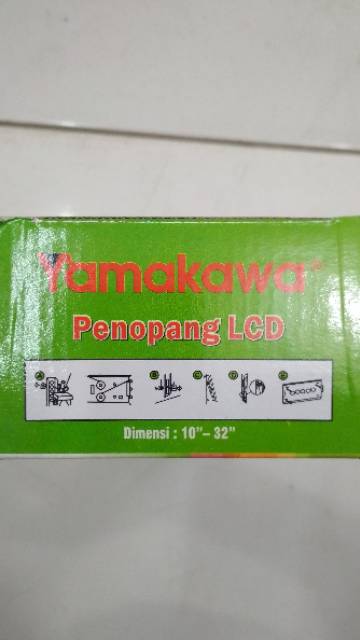 Yamakawa
Penopang LCD
A B C D
Dimensi : 10"- 32"